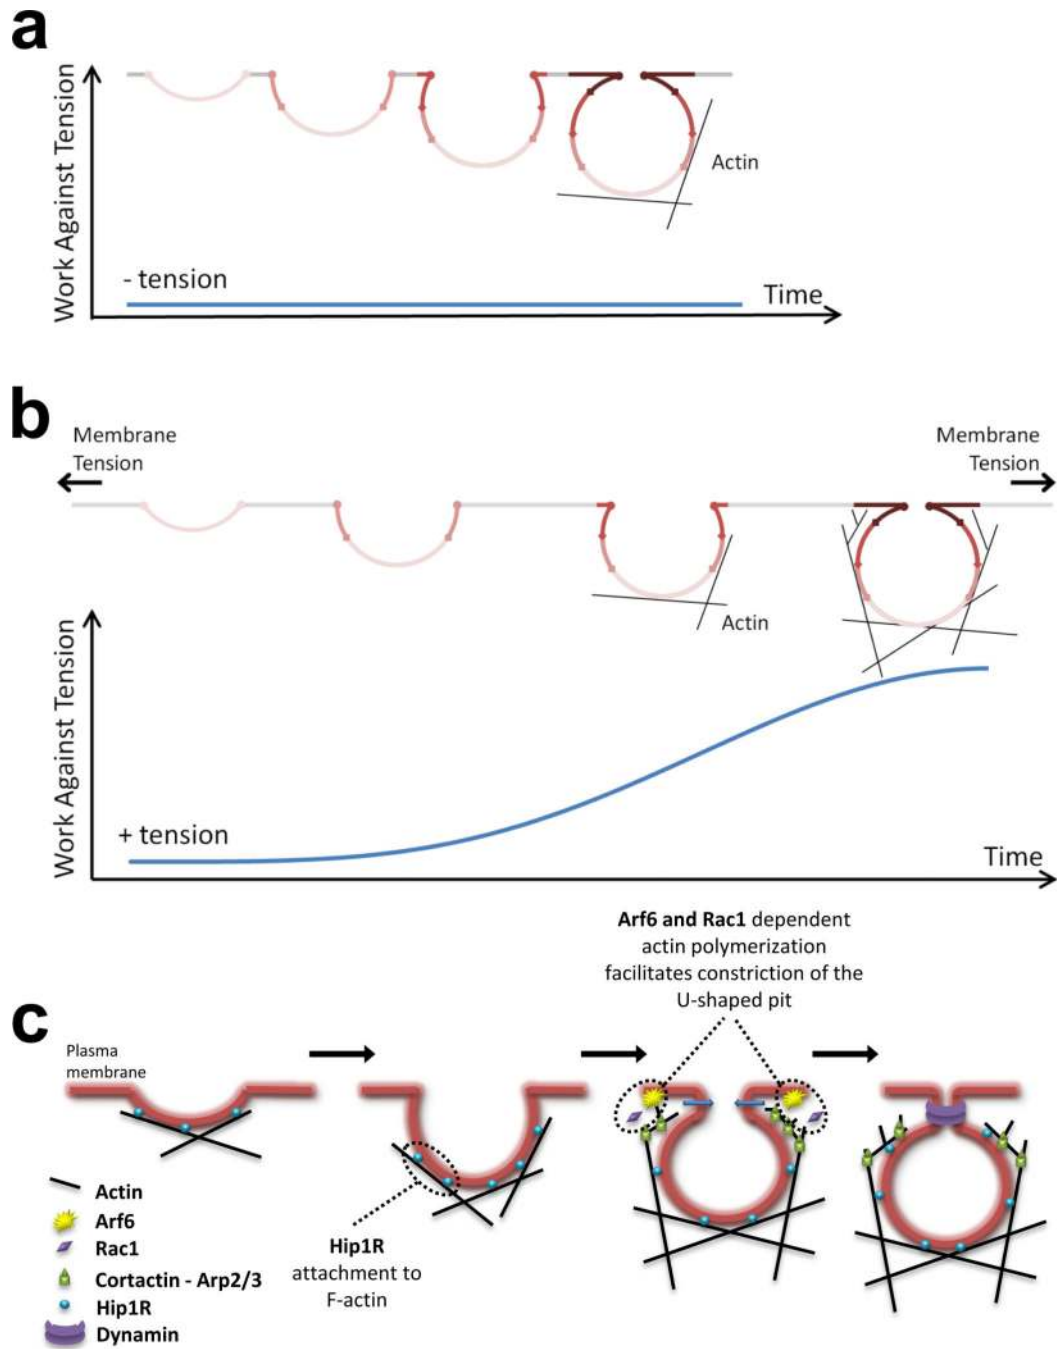 a
Work Against Tension
Actin
- tension
Time
b
Membrane
Tension
Membrane
Tension
Actin
Work Against Tension
+ tension
Time
Arf6 and Rac1 dependent
actin polymerization
facilitates constriction of the
U-shaped pit
c
Plasma
membrane
Actin
Arf6
Rac1
Cortactin - Arp2/3
Hip1R
Dynamin
Hip1R
attachment to
F-actin